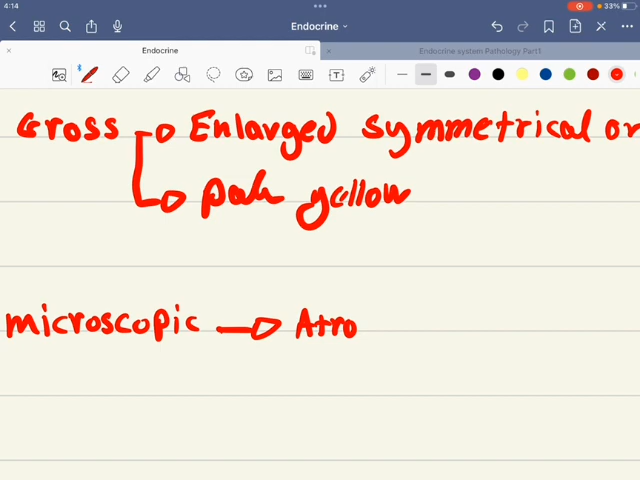 4:14
33%
Endocrine
Endocrine
Endocrine system Pathology Part1
Gross → Enlarged symmetrical or
→ pale yellow
microscopic → Atro